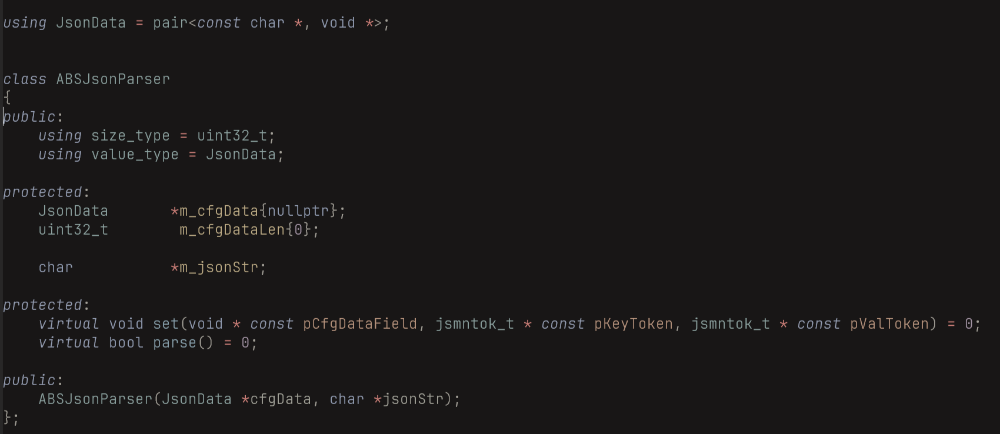 using JsonData = pair<const char *, void *>;
class ABSJsonParser
{
public:
    using size_type = uint32_t;
    using value_type = JsonData;
protected:
    JsonData       *m_cfgData{nullptr};
    uint32_t        m_cfgDataLen{0};
    char           *m_jsonStr;
protected:
    virtual void set(void * const pCfgDataField, jsmntok_t * const pKeyToken, jsmntok_t * const pValToken) = 0;
    virtual bool parse() = 0;
public:
    ABSJsonParser(JsonData *cfgData, char *jsonStr);
};